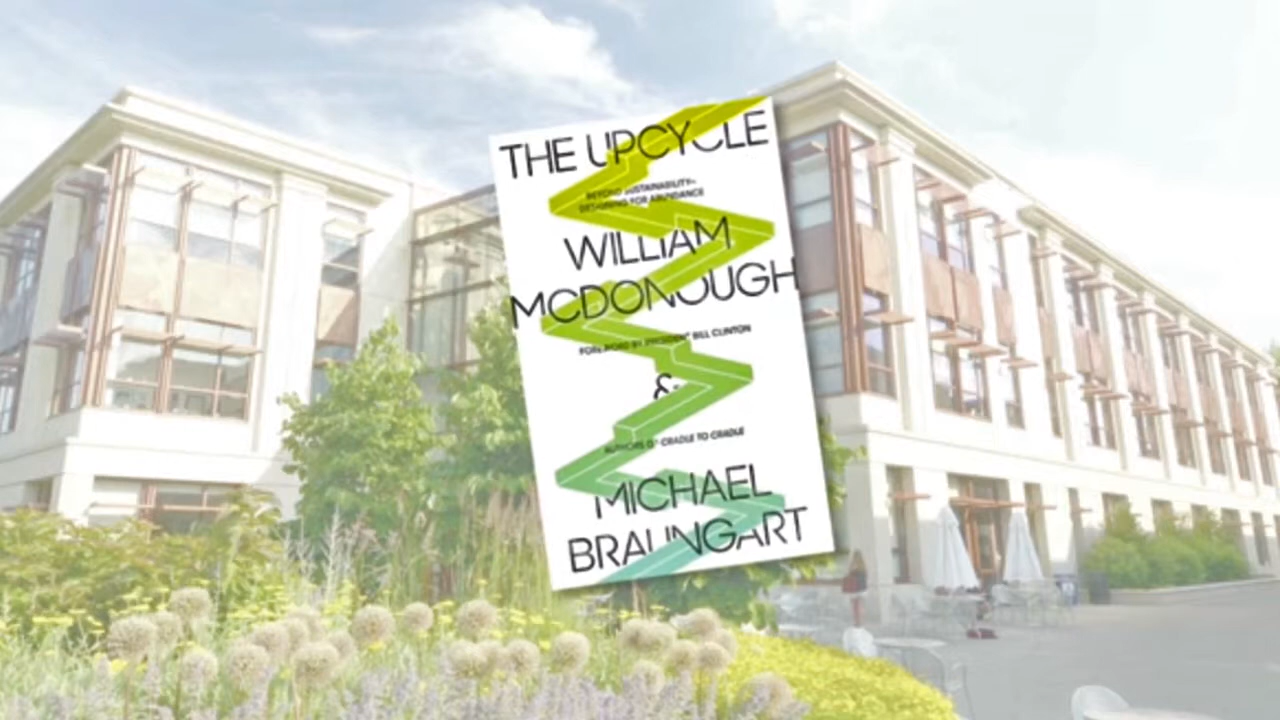 THE UPCYCLE
BEYOND SUSTAINABILITY–
DESIGNING FOR ABUNDANCE
WILLIAM
MCDONOUGH
FOREWORD BY PRESIDENT BILL CLINTON
&
AUTHORS OF CRADLE TO CRADLE
MICHAEL
BRAUNGART